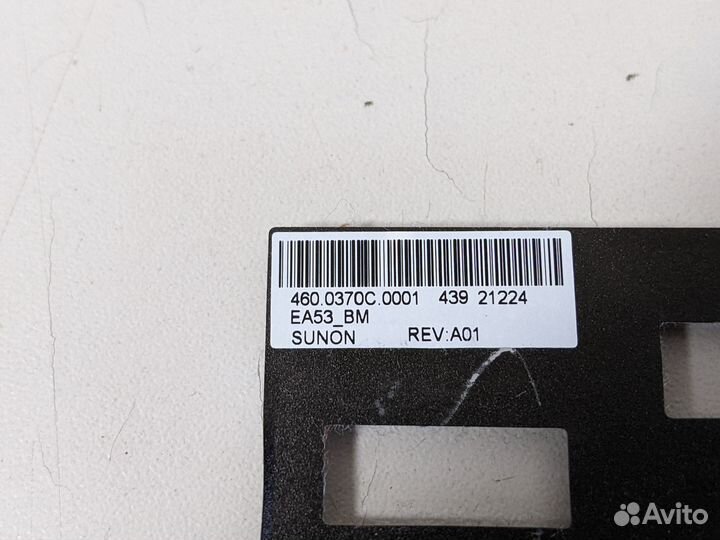 460.0370C.0001 439 21224
EA53_BM
SUNON REV:A01
Avito